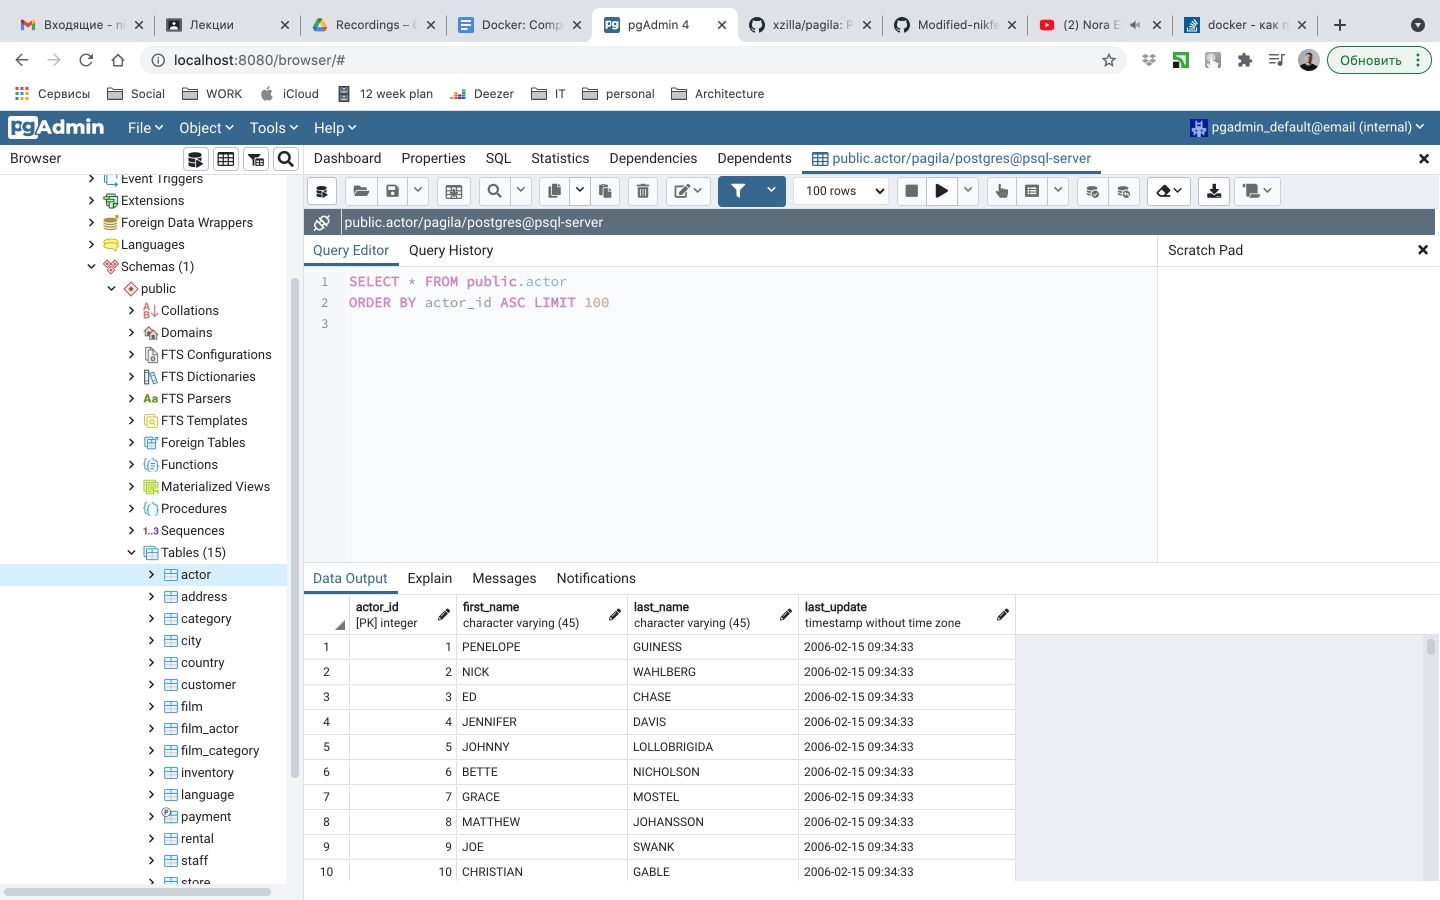 Входящие - ni
Лекции
Recordings – G
Docker: Comp
pgAdmin 4
xzilla/pagila: P
Modified-nikfe
(2) Nora E
docker - как п
localhost:8080/browser/#
Обновить
Сервисы
Social
WORK
iCloud
12 week plan
Deezer
IT
personal
Architecture
pgAdmin
File
Object
Tools
Help
pgadmin_default@email (internal)
Browser
Dashboard
Properties
SQL
Statistics
Dependencies
Dependents
public.actor/pagila/postgres@psql-server
100 rows
public.actor/pagila/postgres@psql-server
Event Triggers
Extensions
Foreign Data Wrappers
Languages
Schemas (1)
public
Collations
Domains
FTS Configurations
FTS Dictionaries
Aa FTS Parsers
FTS Templates
Foreign Tables
Functions
Materialized Views
Procedures
1..3 Sequences
Tables (15)
actor
address
category
city
country
customer
film
film_actor
film_category
inventory
language
payment
rental
staff
store
Query Editor
Query History
Scratch Pad
1 SELECT * FROM public.actor
2 ORDER BY actor_id ASC LIMIT 100
3
Data Output
Explain
Messages
Notifications
actor_id first_name last_name last_update
[PK] integer character varying (45) character varying (45) timestamp without time zone
1 1 PENELOPE GUINESS 2006-02-15 09:34:33
2 2 NICK WAHLBERG 2006-02-15 09:34:33
3 3 ED CHASE 2006-02-15 09:34:33
4 4 JENNIFER DAVIS 2006-02-15 09:34:33
5 5 JOHNNY LOLLOBRIGIDA 2006-02-15 09:34:33
6 6 BETTE NICHOLSON 2006-02-15 09:34:33
7 7 GRACE MOSTEL 2006-02-15 09:34:33
8 8 MATTHEW JOHANSSON 2006-02-15 09:34:33
9 9 JOE SWANK 2006-02-15 09:34:33
10 10 CHRISTIAN GABLE 2006-02-15 09:34:33